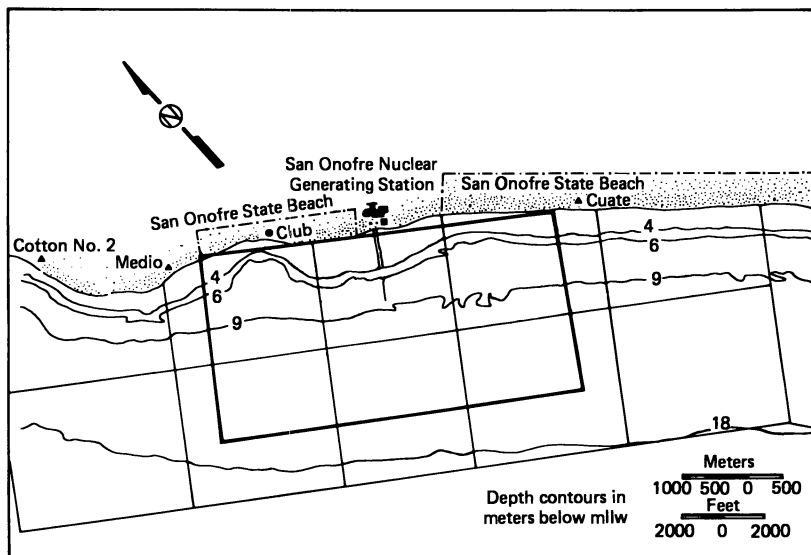 N
San Onofre Nuclear
Generating Station
San Onofre State Beach
San Onofre State Beach
Cuate
Club
Cotton No. 2
Medio
4
6
9
4
6
9
18
Depth contours in
meters below mllw
Meters
1000 500 0 500
Feet
2000 0 2000